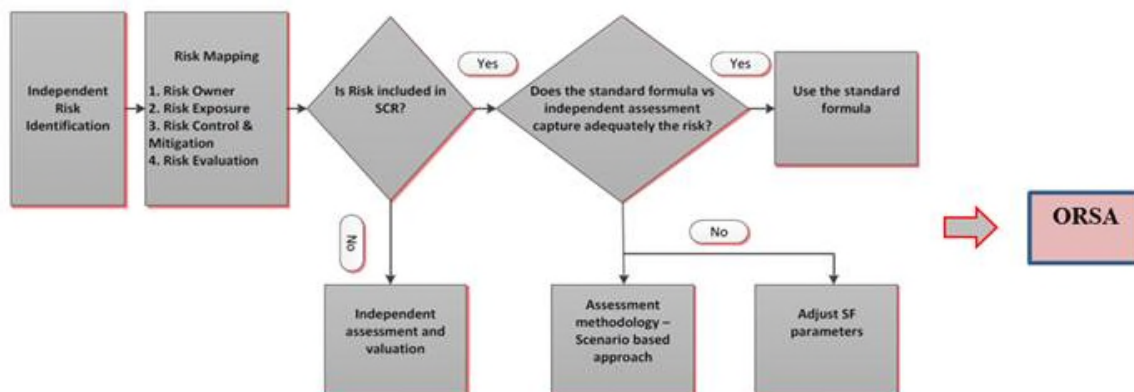 Independent
Risk
Identification
Risk Mapping
1. Risk Owner
2. Risk Exposure
3. Risk Control &
Mitigation
4. Risk Evaluation
Is Risk included in
SCR?
Yes
Does the standard formula vs
independent assessment
capture adequately the risk?
Yes
Use the standard
formula
ORSA
No
No
Independent
assessment and
valuation
Assessment
methodology –
Scenario based
approach
Adjust SF
parameters